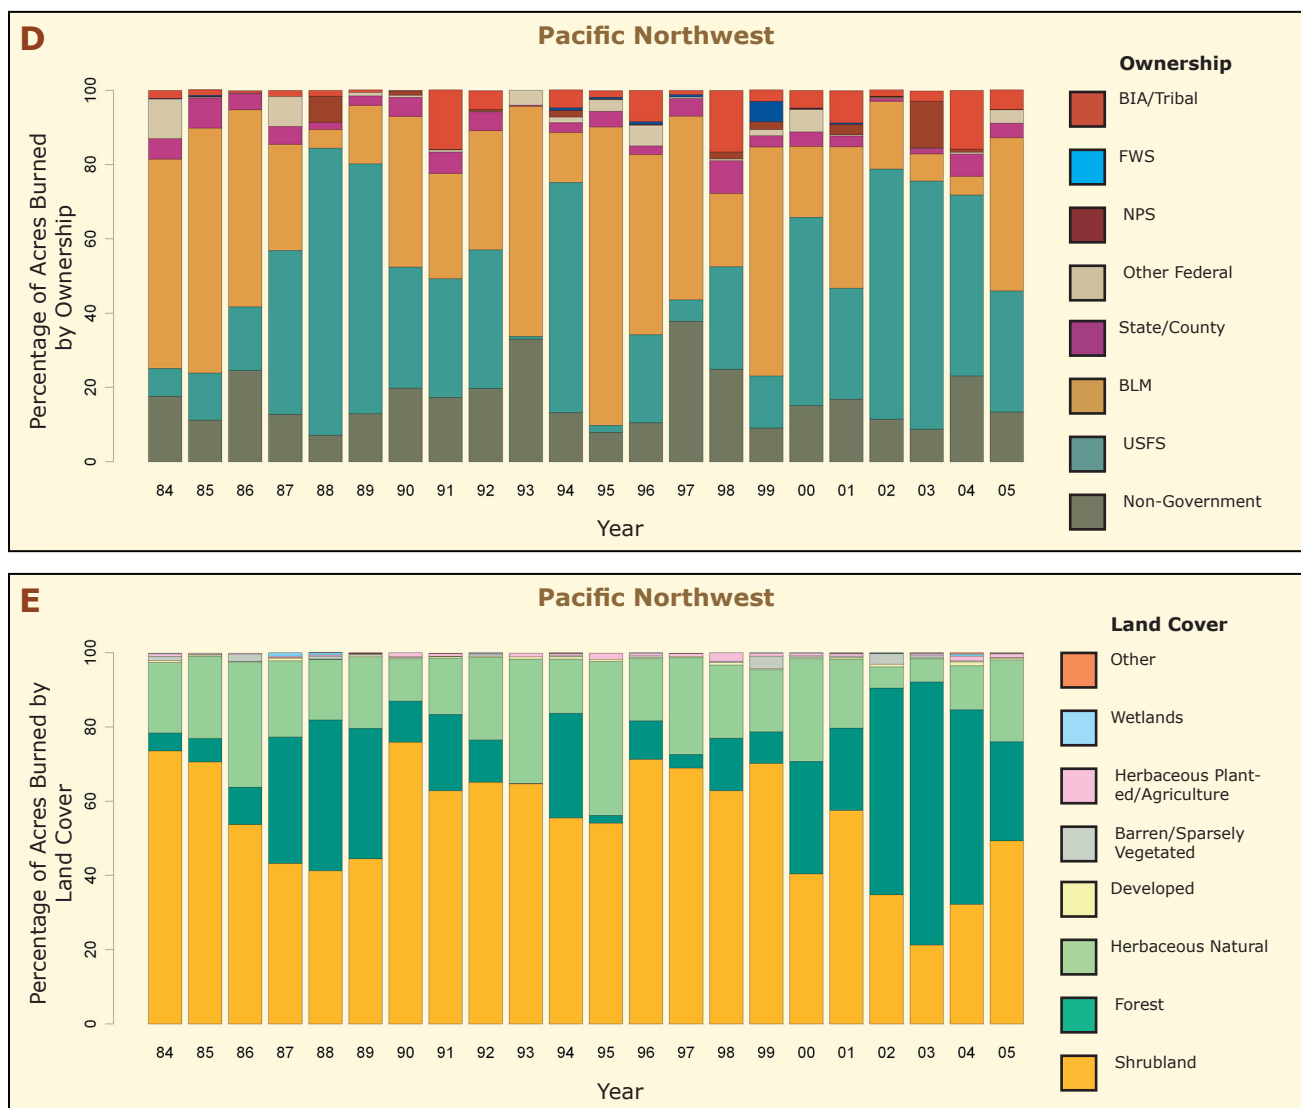 D
Pacific Northwest
Percentage of Acres Burned
by Ownership
100
80
60
40
20
0
84 85 86 87 88 89 90 91 92 93 94 95 96 97 98 99 00 01 02 03 04 05
Year
Ownership
BIA/Tribal
FWS
NPS
Other Federal
State/County
BLM
USFS
Non-Government
E
Pacific Northwest
Percentage of Acres Burned by
Land Cover
100
80
60
40
20
0
84 85 86 87 88 89 90 91 92 93 94 95 96 97 98 99 00 01 02 03 04 05
Year
Land Cover
Other
Wetlands
Herbaceous Plant-
ed/Agriculture
Barren/Sparsely
Vegetated
Developed
Herbaceous Natural
Forest
Shrubland